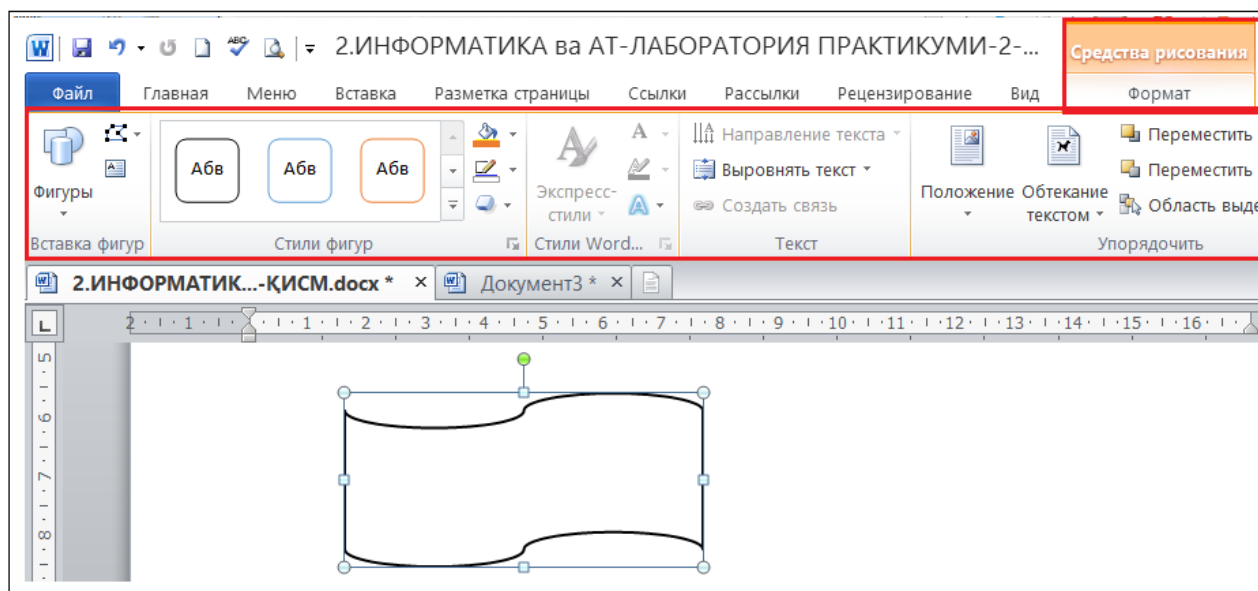 2.ИНФОРМАТИКА ва АТ-ЛАБОРАТОРИЯ ПРАКТИКУМИ-2-...
Средства рисования
Файл Главная Меню Вставка Разметка страницы Ссылки Рассылки Рецензирование Вид Формат
Фигуры
Абв Абв Абв
Экспресс-
стили
Направление текста
Выровнять текст
Создать связь
Положение
Обтекание
текстом
Переместить
Переместить
Область выде
Вставка фигур Стили фигур Стили Word... Текст Упорядочить
2.ИНФОРМАТИК...-ҚИСМ.docx * Документ3 *
2 1 1 2 3 4 5 6 7 8 9 10 11 12 13 14 15 16
5
6
7
8